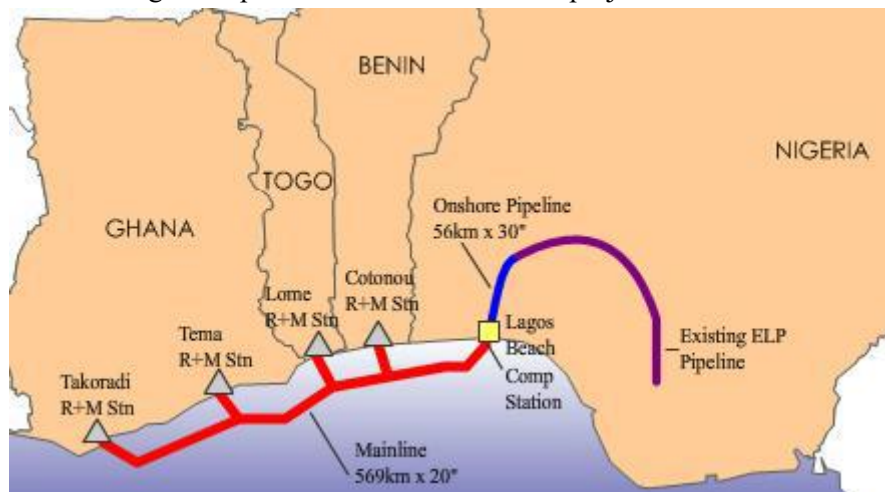 BENIN
NIGERIA
TOGO
GHANA
Onshore Pipeline
56km x 30"
Lome
R+M Stn
Cotonou
R+M Stn
Tema
R+M Stn
Takoradi
R+M Stn
Lagos
Beach
Comp
Station
Existing ELP
Pipeline
Mainline
569km x 20"